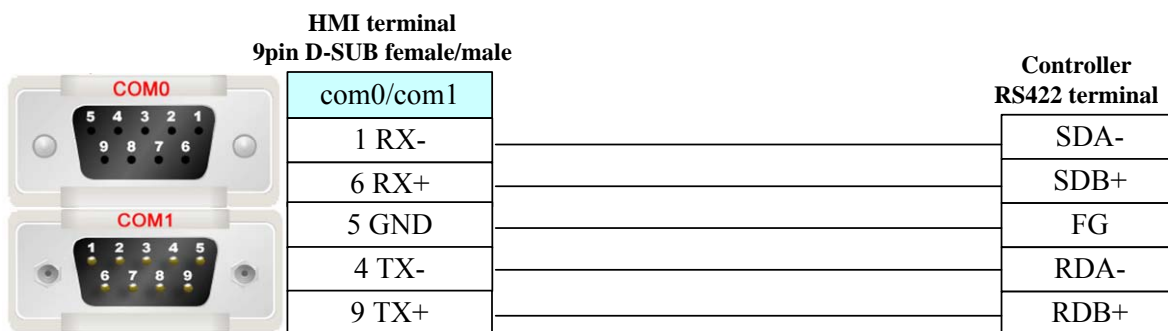 HMI terminal
9pin D-SUB female/male
Controller
RS422 terminal
COM0
5 4 3 2 1
9 8 7 6
COM1
1 2 3 4 5
6 7 8 9
com0/com1
1 RX- SDA-
6 RX+ SDB+
5 GND FG
4 TX- RDA-
9 TX+ RDB+